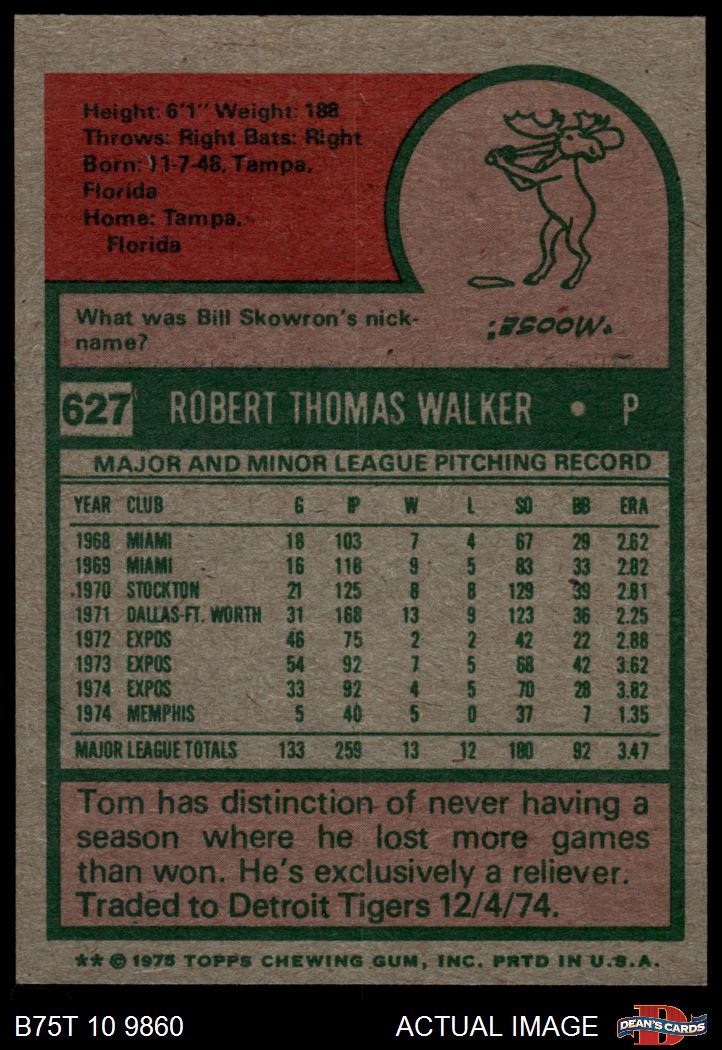 Height: 6'1" Weight: 188
Throws: Right Bats: Right
Born: 11-7-48, Tampa,
Florida
Home: Tampa,
Florida
What was Bill Skowron's nick-
name?
"Moose."
627 ROBERT THOMAS WALKER • P
MAJOR AND MINOR LEAGUE PITCHING RECORD
YEAR CLUB G IP W L SO BB ERA
1968 MIAMI 18 103 7 4 67 29 2.62
1969 MIAMI 16 118 9 5 83 33 2.82
1970 STOCKTON 21 125 8 8 129 39 2.81
1971 DALLAS-FT. WORTH 31 168 13 9 123 36 2.25
1972 EXPOS 46 75 2 2 42 22 2.88
1973 EXPOS 54 92 7 5 68 42 3.62
1974 EXPOS 33 92 4 5 70 28 3.82
1974 MEMPHIS 5 40 5 0 37 7 1.35
MAJOR LEAGUE TOTALS 133 259 13 12 180 92 3.47
Tom has distinction of never having a
season where he lost more games
than won. He's exclusively a reliever.
Traded to Detroit Tigers 12/4/74.
** © 1975 TOPPS CHEWING GUM, INC. PRTD IN U.S.A.
B75T 10 9860 ACTUAL IMAGE D DEAN'S CARDS